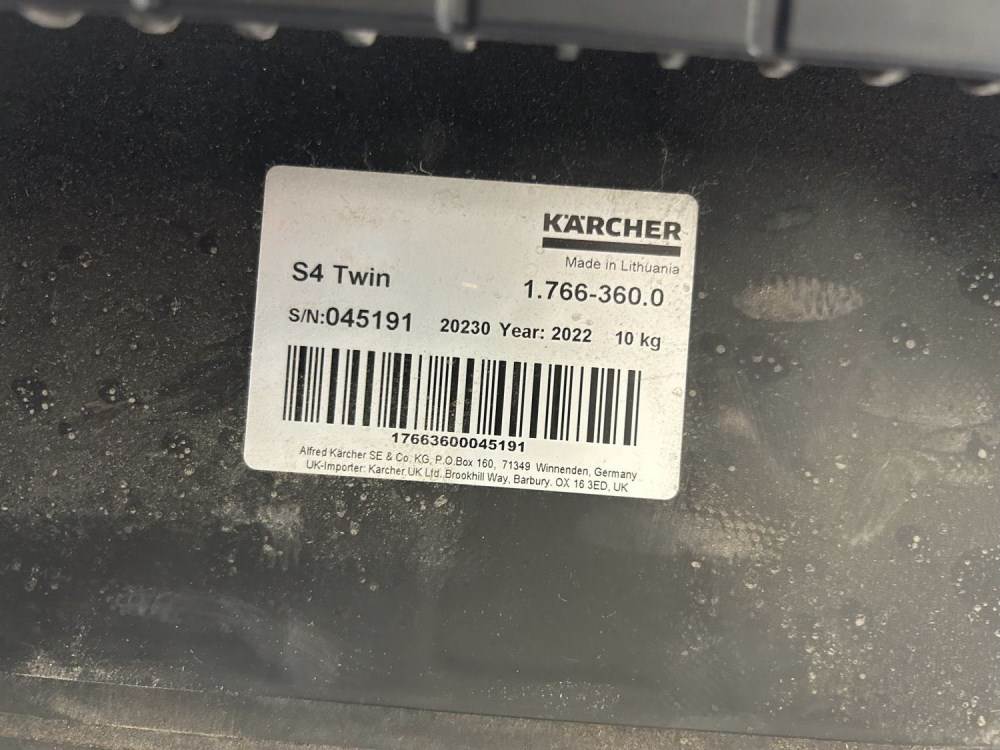 KÄRCHER
Made in Lithuania
S4 Twin
1.766-360.0
S/N:045191 20230 Year: 2022 10 kg
17663600045191
Alfred Kärcher SE & Co. KG, P.O.Box 160, 71349 Winnenden, Germany
UK-Importer: Karcher UK Ltd. Brookhill Way, Barbury. OX 16 3ED, UK